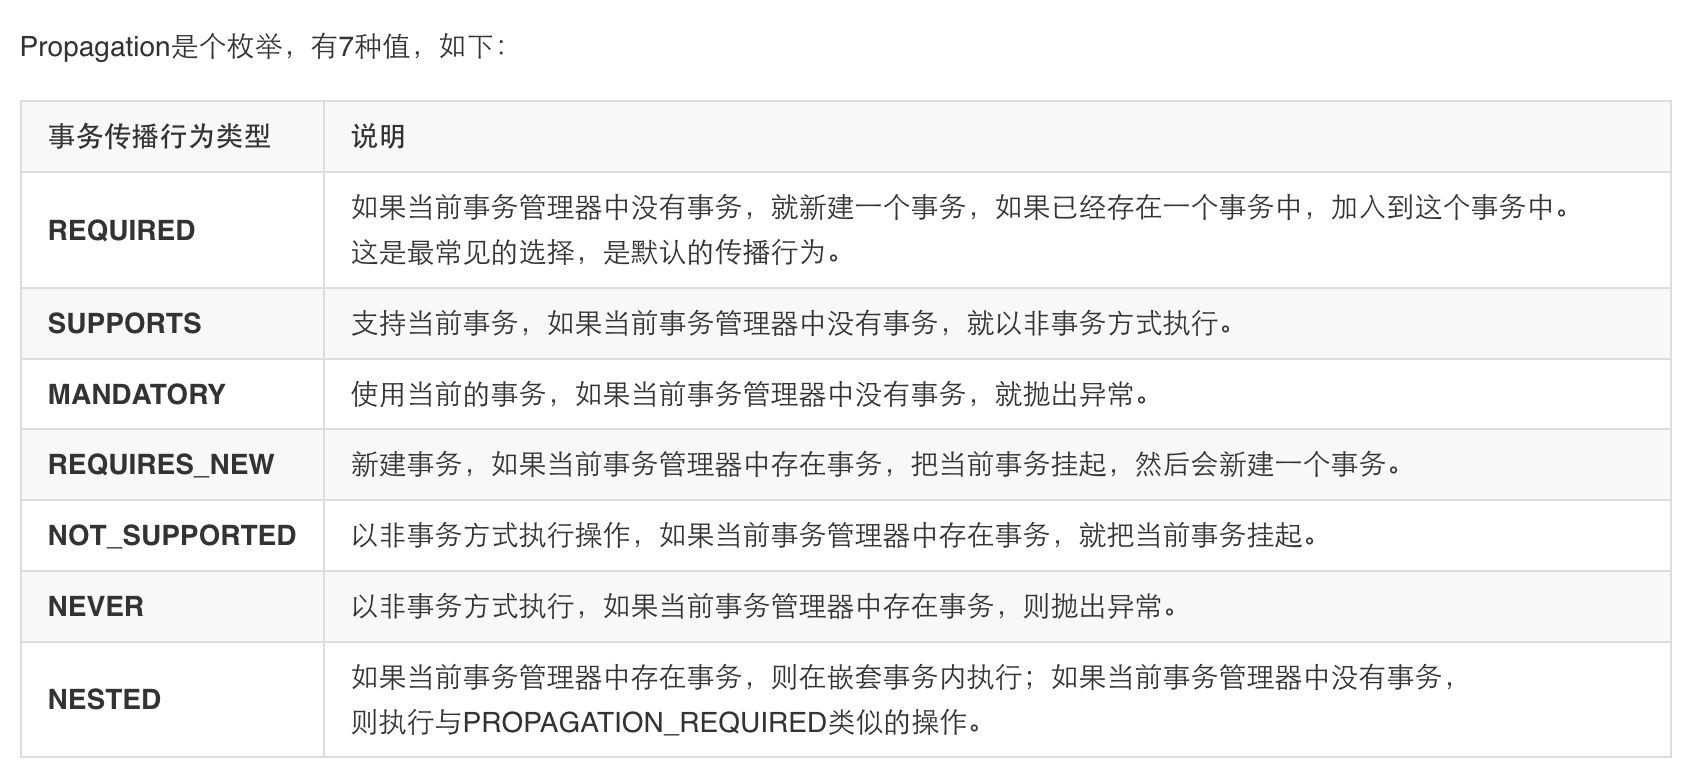 Propagation是个枚举，有7种值，如下：
事务传播行为类型 说明
REQUIRED
如果当前事务管理器中没有事务，就新建一个事务，如果已经存在一个事务中，加入到这个事务中。
这是最常见的选择，是默认的传播行为。
SUPPORTS 支持当前事务，如果当前事务管理器中没有事务，就以非事务方式执行。
MANDATORY 使用当前的事务，如果当前事务管理器中没有事务，就抛出异常。
REQUIRES_NEW 新建事务，如果当前事务管理器中存在事务，把当前事务挂起，然后会新建一个事务。
NOT_SUPPORTED 以非事务方式执行操作，如果当前事务管理器中存在事务，就把当前事务挂起。
NEVER 以非事务方式执行，如果当前事务管理器中存在事务，则抛出异常。
NESTED
如果当前事务管理器中存在事务，则在嵌套事务内执行；如果当前事务管理器中没有事务，
则执行与PROPAGATION_REQUIRED类似的操作。